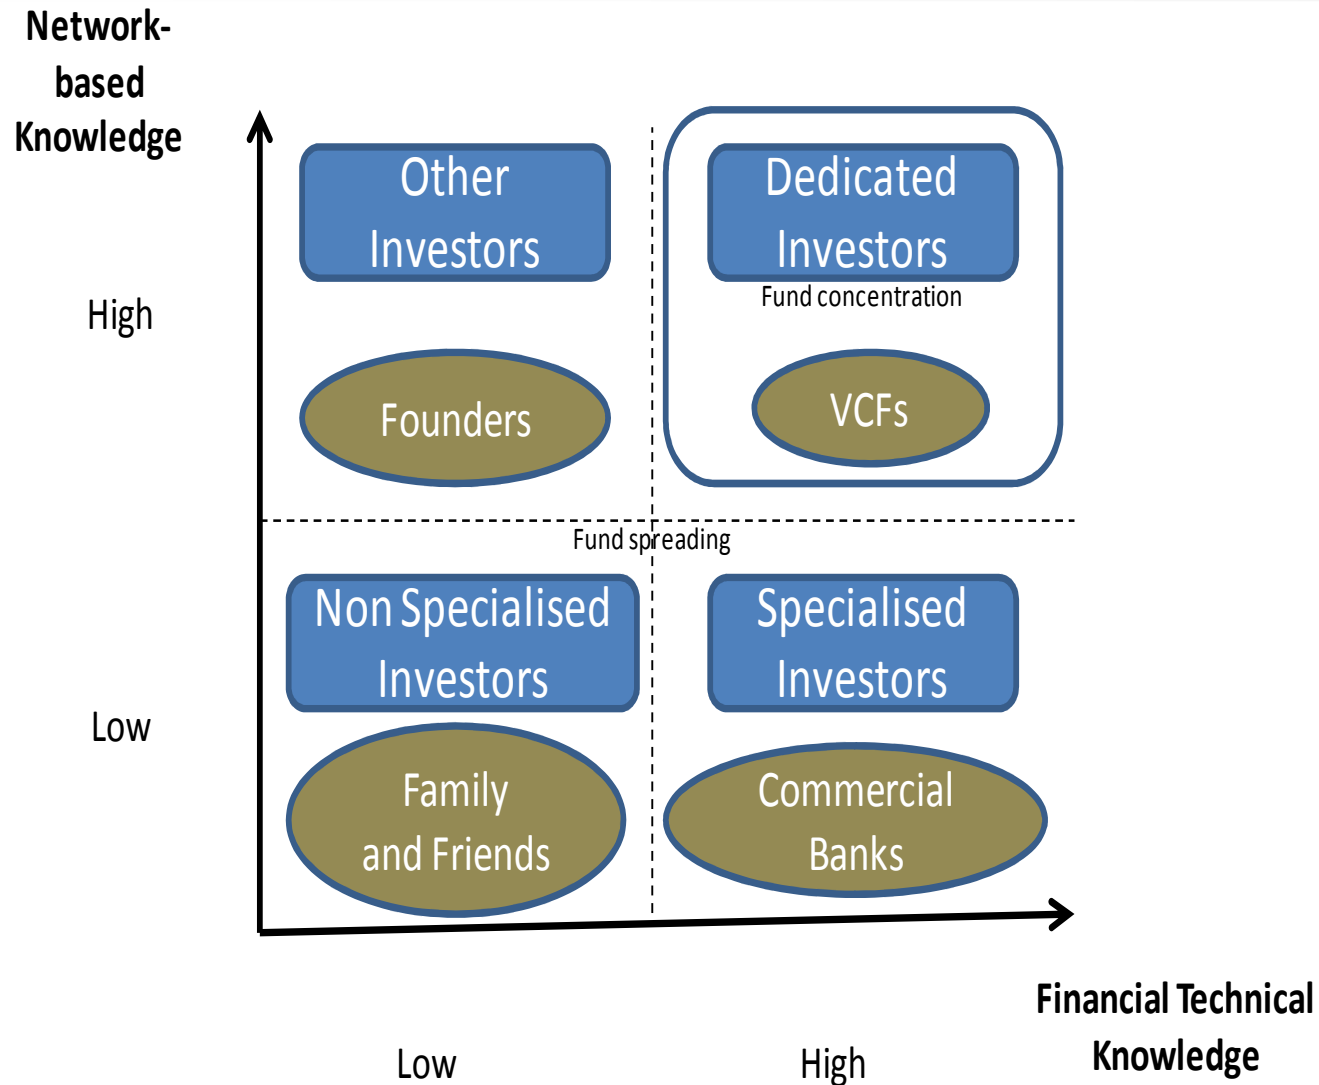 Network-
based
Knowledge
Other
Investors
Dedicated
Investors
Fund concentration
High
Founders
VCFs
Fund spreading
Non Specialised
Investors
Specialised
Investors
Low
Family
and Friends
Commercial
Banks
Financial Technical
Knowledge
Low
High